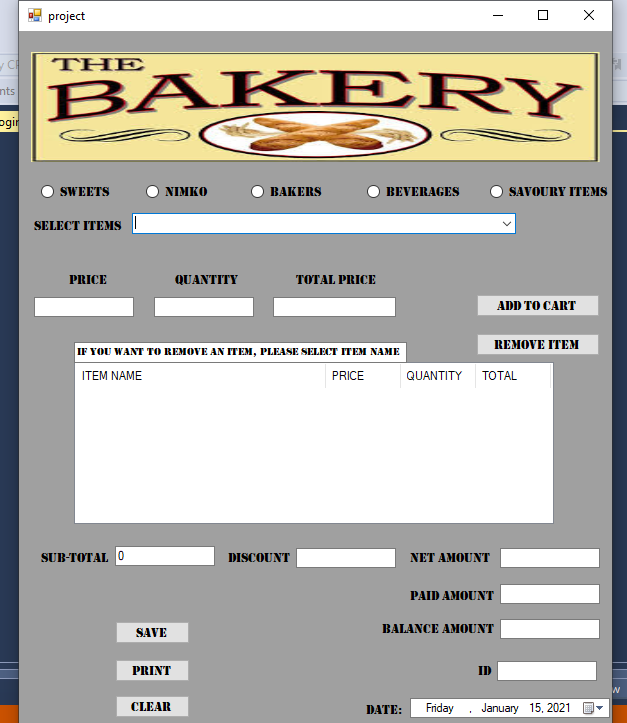 project
THE
BAKERY
SWEETS NIMKO BAKERS BEVERAGES SAVOURY ITEMS
SELECT ITEMS
PRICE QUANTITY TOTAL PRICE
ADD TO CART
REMOVE ITEM
IF YOU WANT TO REMOVE AN ITEM, PLEASE SELECT ITEM NAME
ITEM NAME PRICE QUANTITY TOTAL
SUB-TOTAL 0 DISCOUNT NET AMOUNT
PAID AMOUNT
SAVE BALANCE AMOUNT
PRINT ID
CLEAR DATE: Friday , January 15, 2021